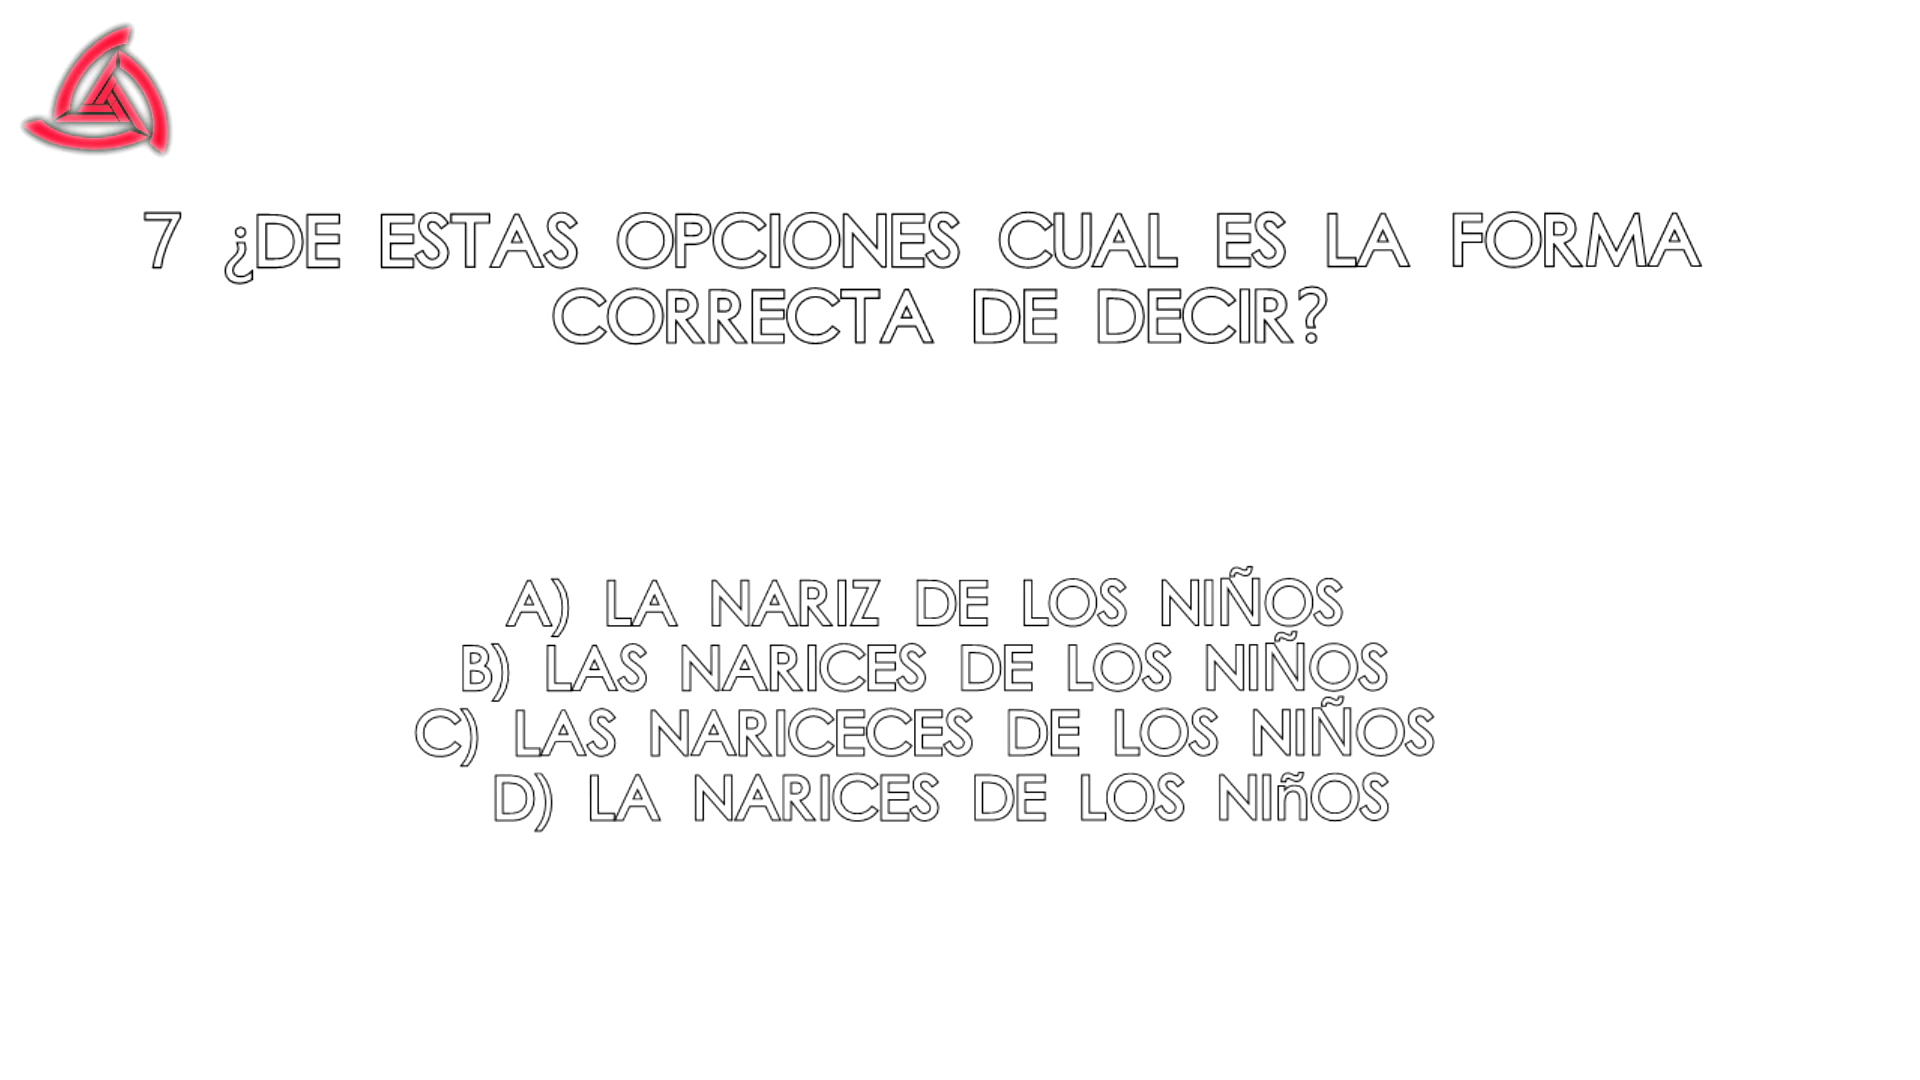 7 ¿DE ESTAS OPCIONES CUAL ES LA FORMA
CORRECTA DE DECIR?
A) LA NARIZ DE LOS NIÑOS
B) LAS NARICES DE LOS NIÑOS
C) LAS NARICECES DE LOS NIÑOS
D) LA NARICES DE LOS NIñOS